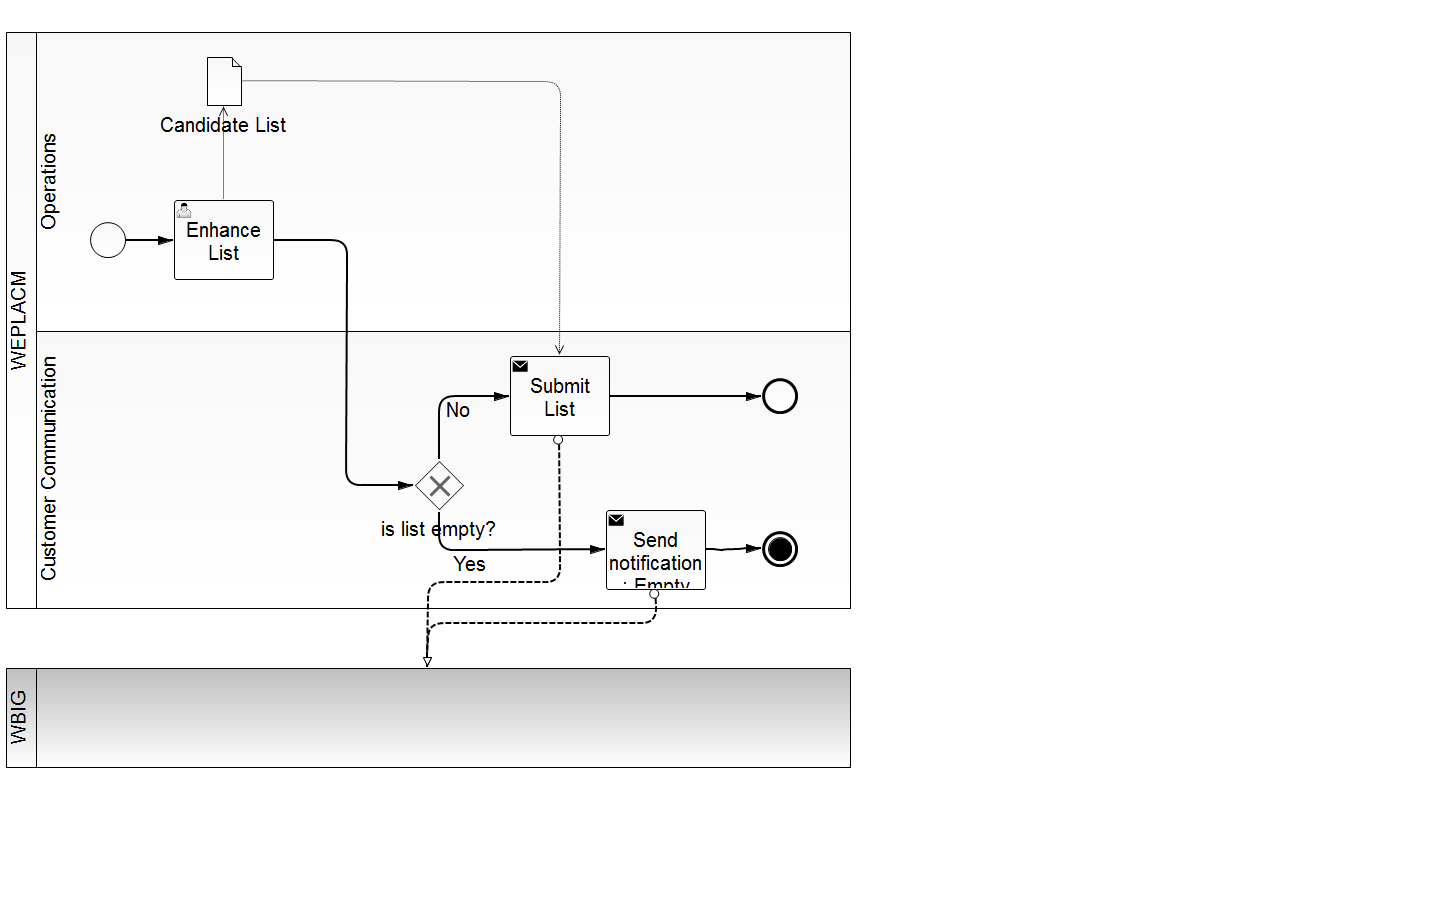 WEPLACM
Operations
Candidate List
Enhance
List
Customer Communication
Submit
List
No
is list empty?
Yes
Send
notification
: Empty
WBIG